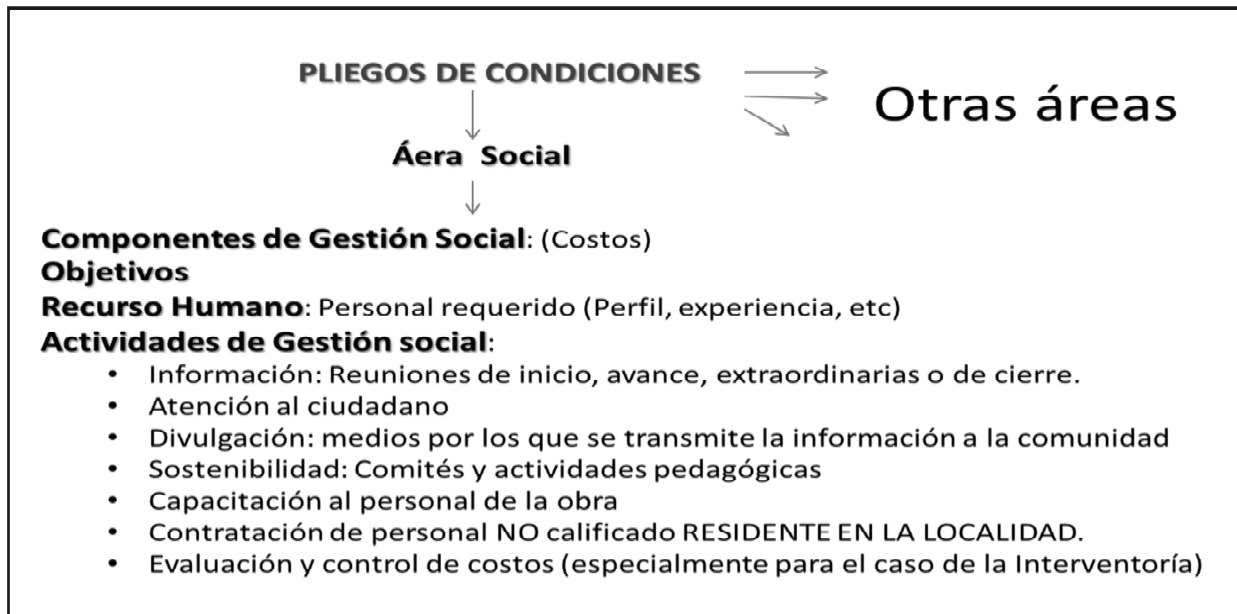 PLIEGOS DE CONDICIONES
Otras áreas
Áera Social
Componentes de Gestión Social: (Costos)
Objetivos
Recurso Humano: Personal requerido (Perfil, experiencia, etc)
Actividades de Gestión social:
• Información: Reuniones de inicio, avance, extraordinarias o de cierre.
• Atención al ciudadano
• Divulgación: medios por los que se transmite la información a la comunidad
• Sostenibilidad: Comités y actividades pedagógicas
• Capacitación al personal de la obra
• Contratación de personal NO calificado RESIDENTE EN LA LOCALIDAD.
• Evaluación y control de costos (especialmente para el caso de la Interventoría)